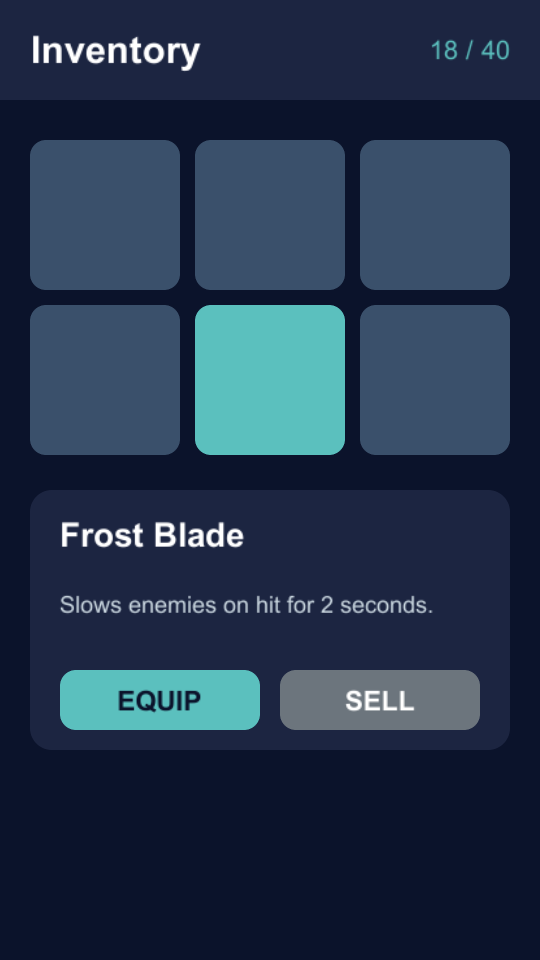 Inventory 18 / 40
Frost Blade
Slows enemies on hit for 2 seconds.
EQUIP SELL